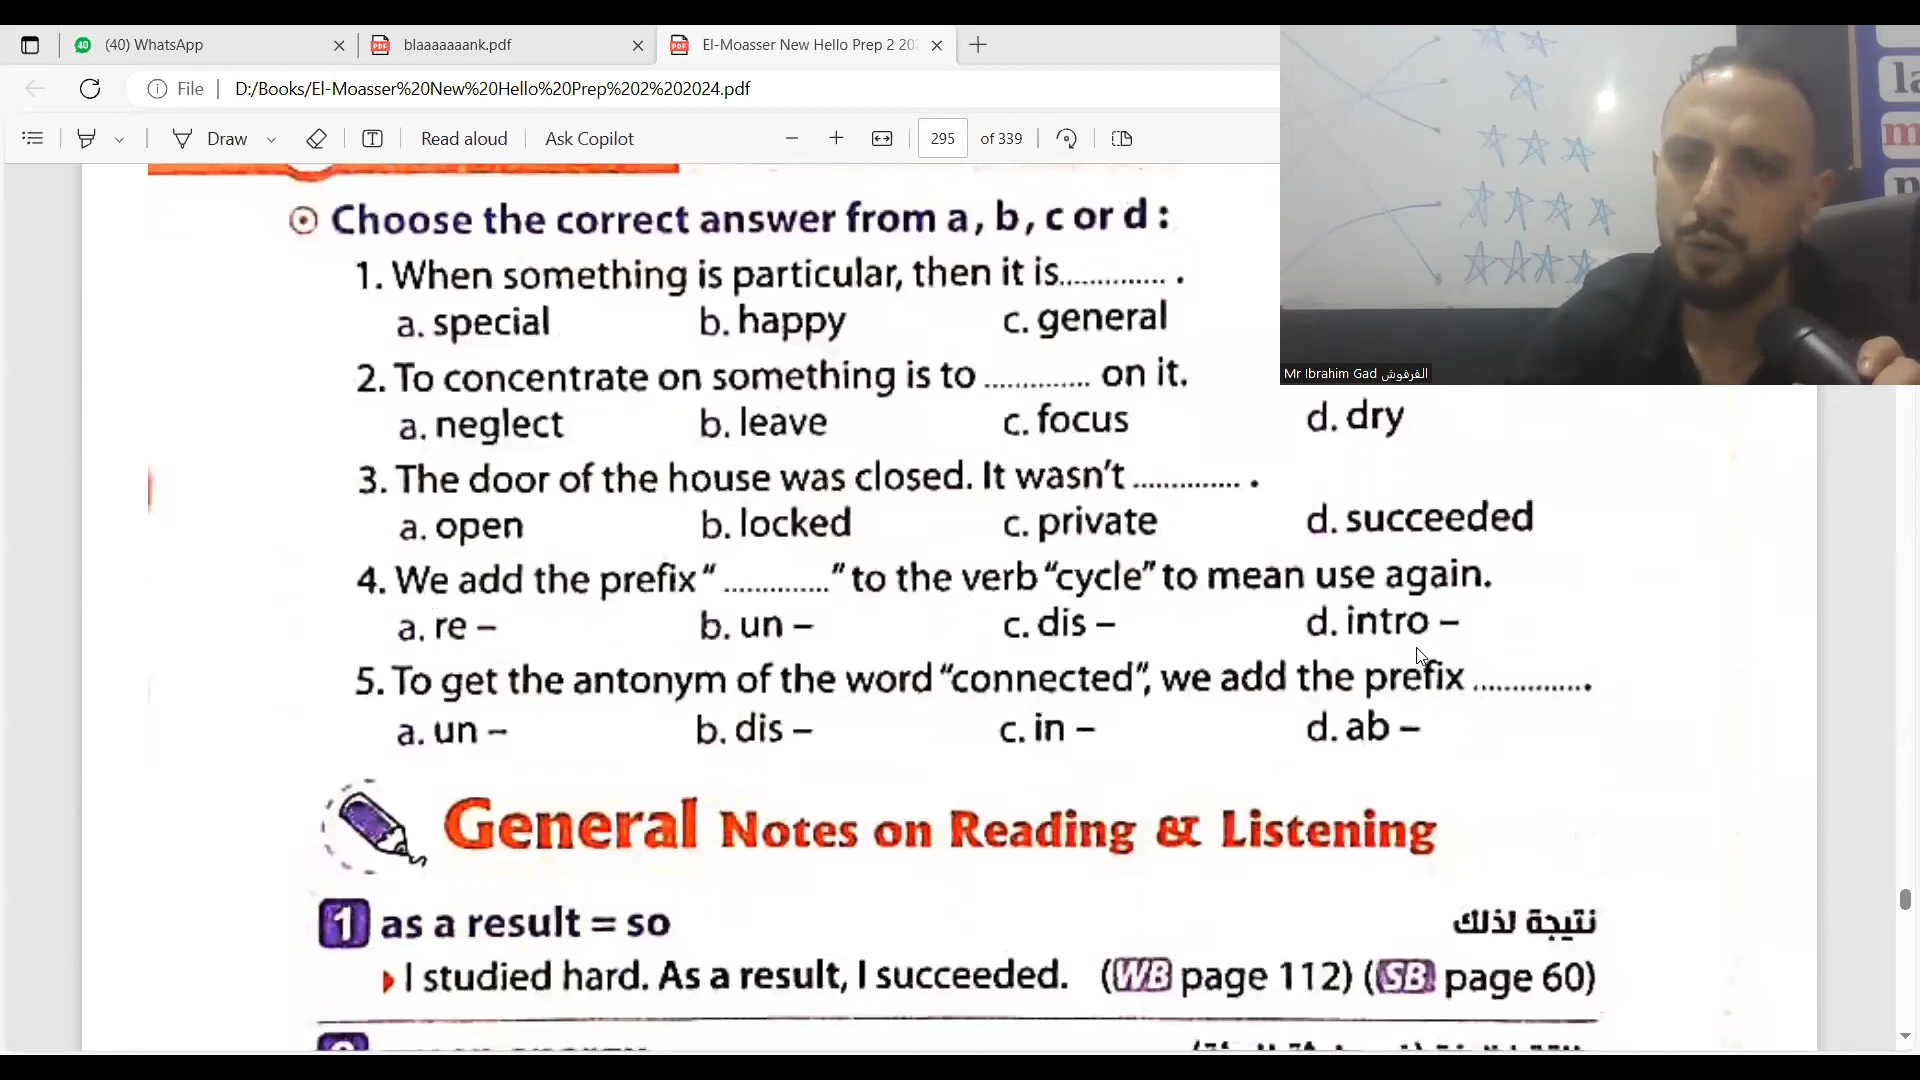 (40) WhatsApp
blaaaaaaank.pdf
El-Moasser New Hello Prep 2 20
File
D:/Books/El-Moasser%20New%20Hello%20Prep%202%202024.pdf
Draw
Read aloud
Ask Copilot
295 of 339
Mr Ibrahim Gad الفرفوش
Choose the correct answer from a, b, c or d :
1. When something is particular, then it is............. .
a. special b. happy c. general
2. To concentrate on something is to ............. on it.
a. neglect b. leave c. focus d. dry
3. The door of the house was closed. It wasn't ............. .
a. open b. locked c. private d. succeeded
4. We add the prefix “ ............. ” to the verb “cycle” to mean use again.
a. re – b. un – c. dis – d. intro –
5. To get the antonym of the word “connected”, we add the prefix .............
a. un – b. dis – c. in – d. ab –
General Notes on Reading & Listening
1 as a result = so نتيجة لذلك
I studied hard. As a result, I succeeded. (WB page 112) (SB page 60)